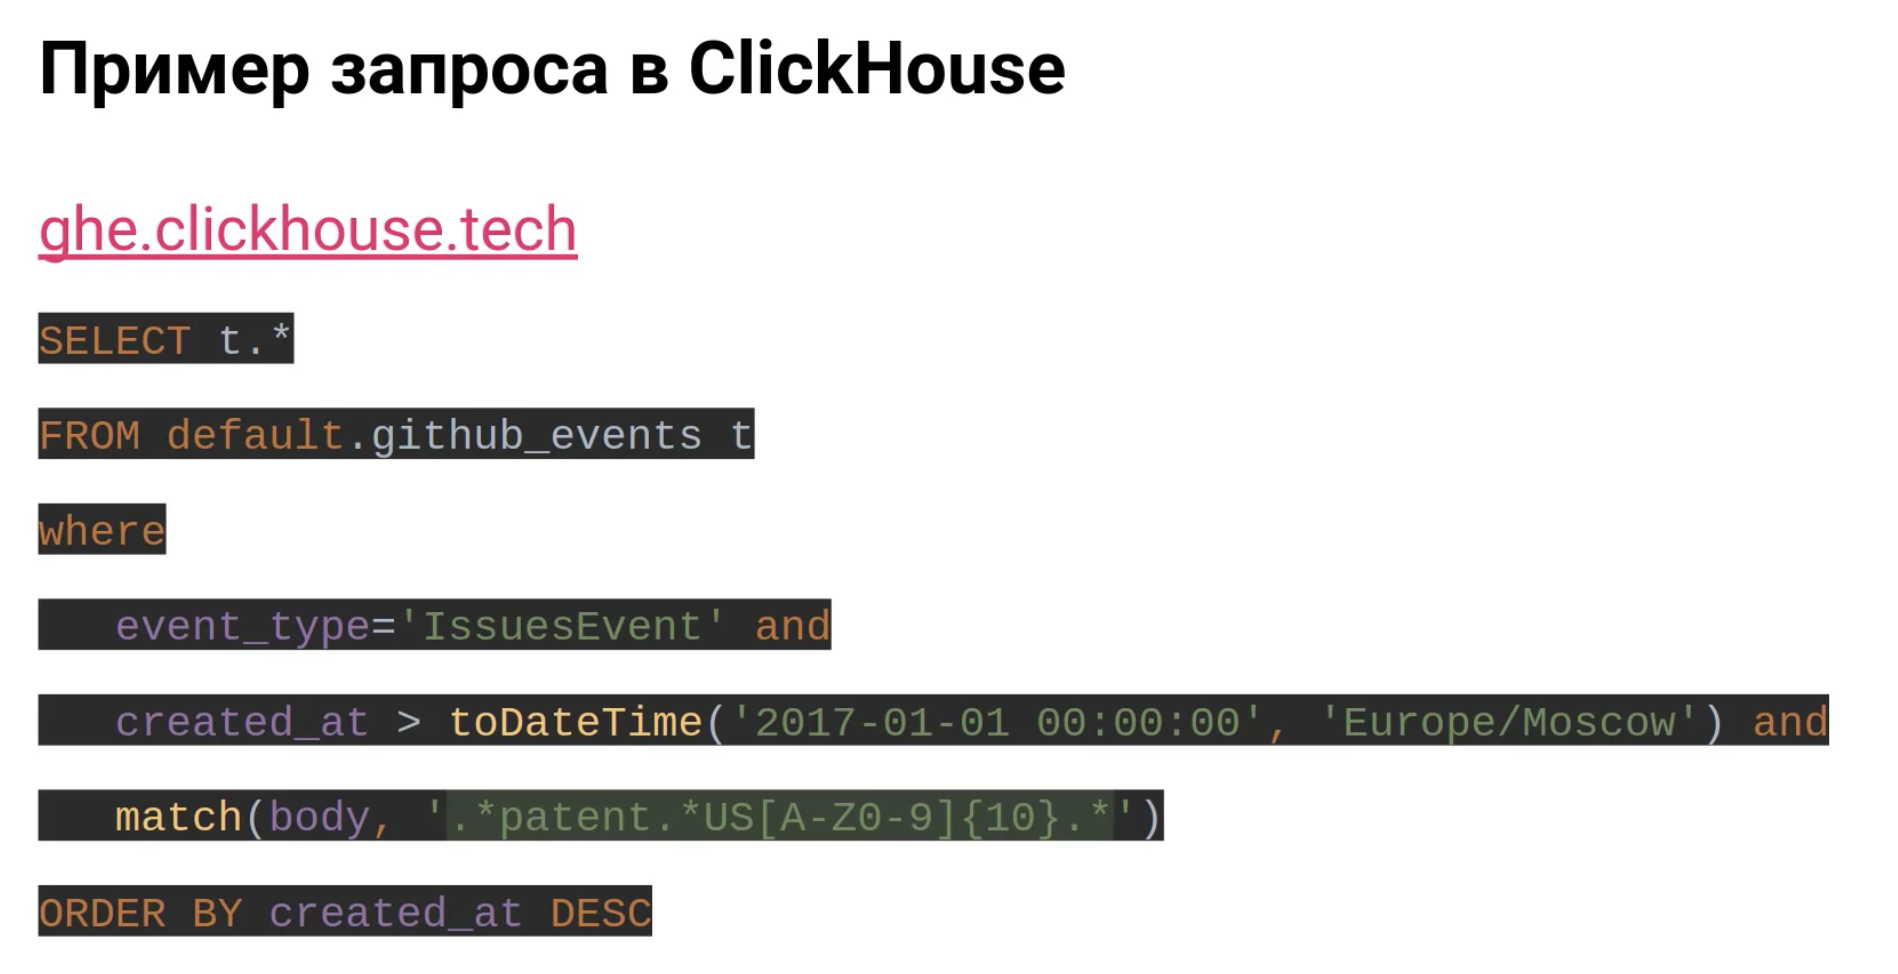 Пример запроса в ClickHouse
ghe.clickhouse.tech
SELECT t.*
FROM default.github_events t
where
   event_type='IssuesEvent' and
   created_at > toDateTime('2017-01-01 00:00:00', 'Europe/Moscow') and
   match(body, '.*patent.*US[A-Z0-9]{10}.*')
ORDER BY created_at DESC